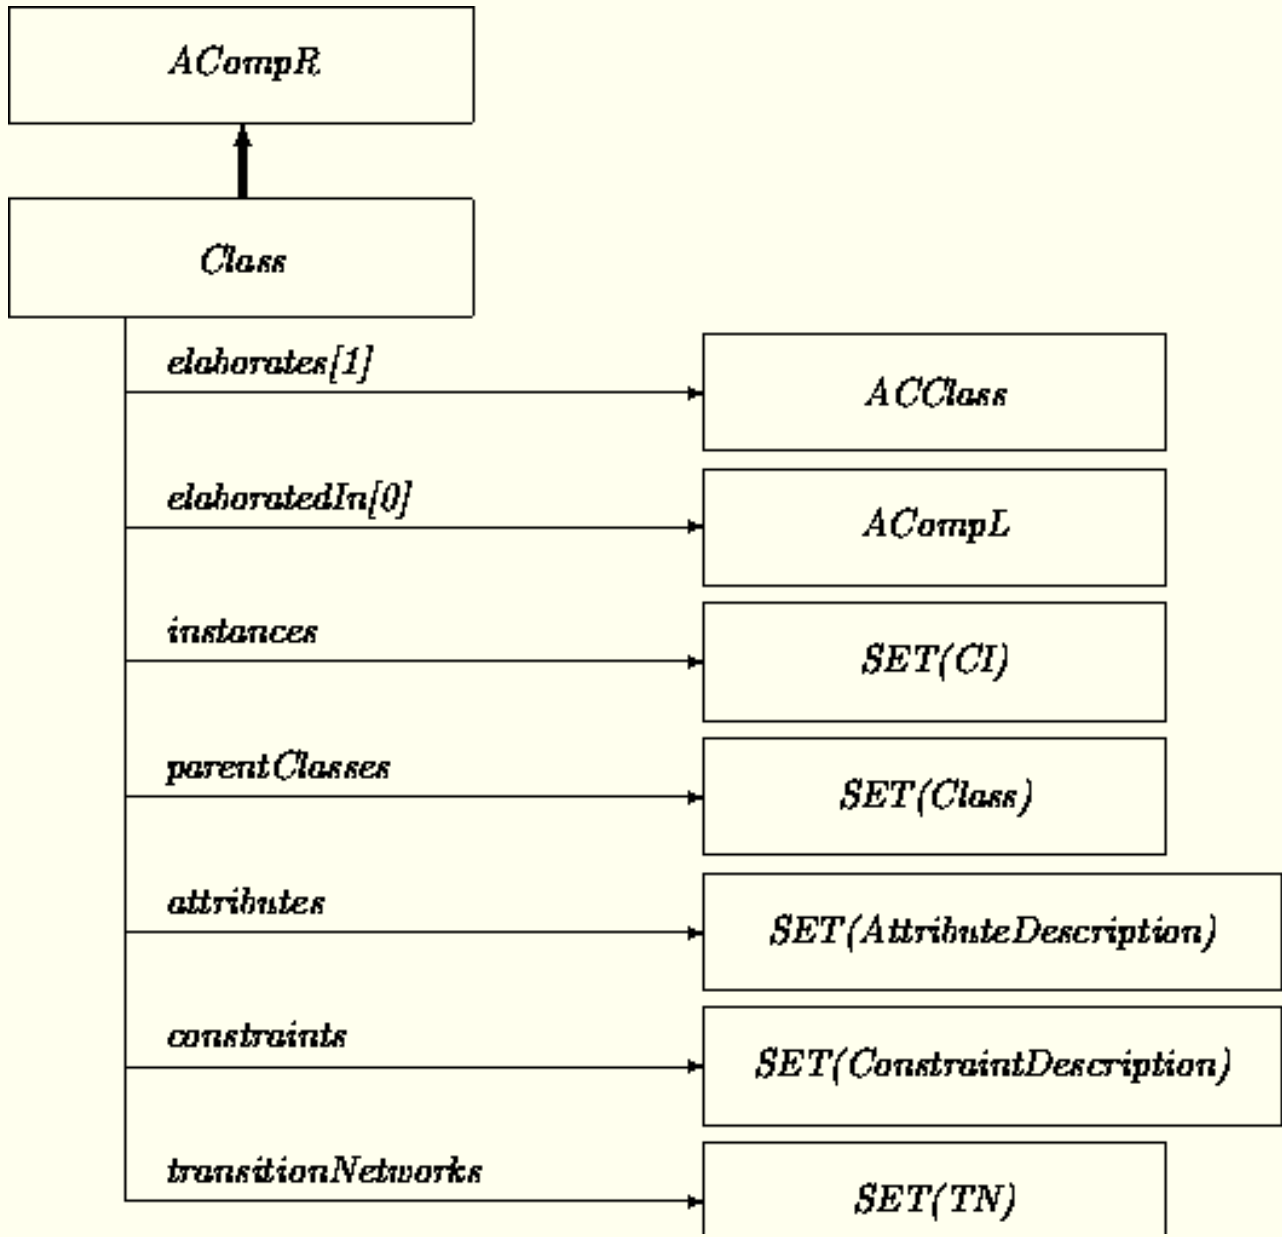 ACompR
Class
elaborates[1]
ACClass
elaboratedIn[0]
ACompL
instances
SET(CI)
parentClasses
SET(Class)
attributes
SET(AttributeDescription)
constraints
SET(ConstraintDescription)
transitionNetworks
SET(TN)